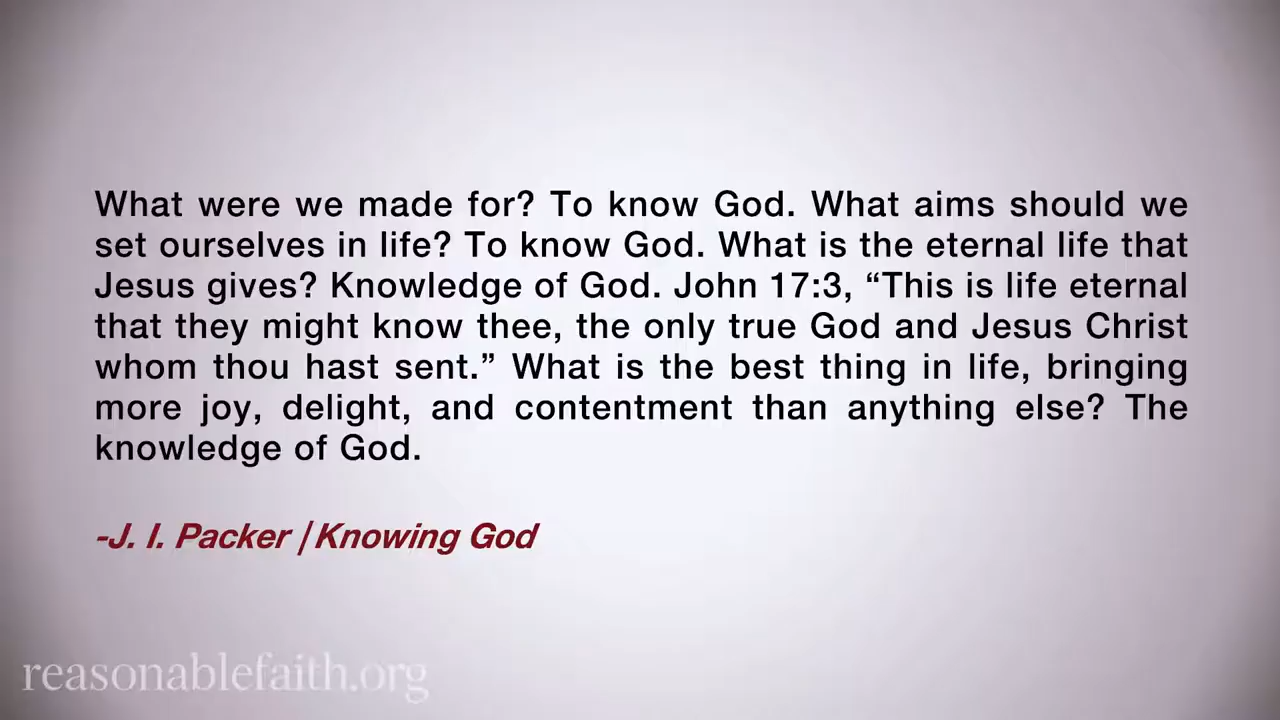 What were we made for? To know God. What aims should we
set ourselves in life? To know God. What is the eternal life that
Jesus gives? Knowledge of God. John 17:3, “This is life eternal
that they might know thee, the only true God and Jesus Christ
whom thou hast sent.” What is the best thing in life, bringing
more joy, delight, and contentment than anything else? The
knowledge of God.
-J. I. Packer |Knowing God
reasonablefaith.org